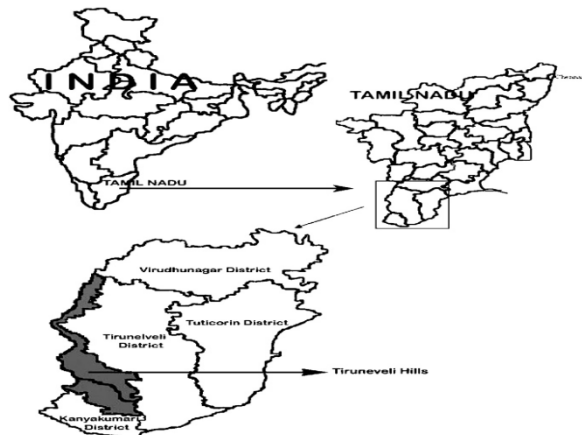 INDIA
TAMIL NADU
TAMIL NADU
Virudhunagar District
Tirunelveli
District
Tuticorin District
Tiruneveli Hills
Kanyakumari
District